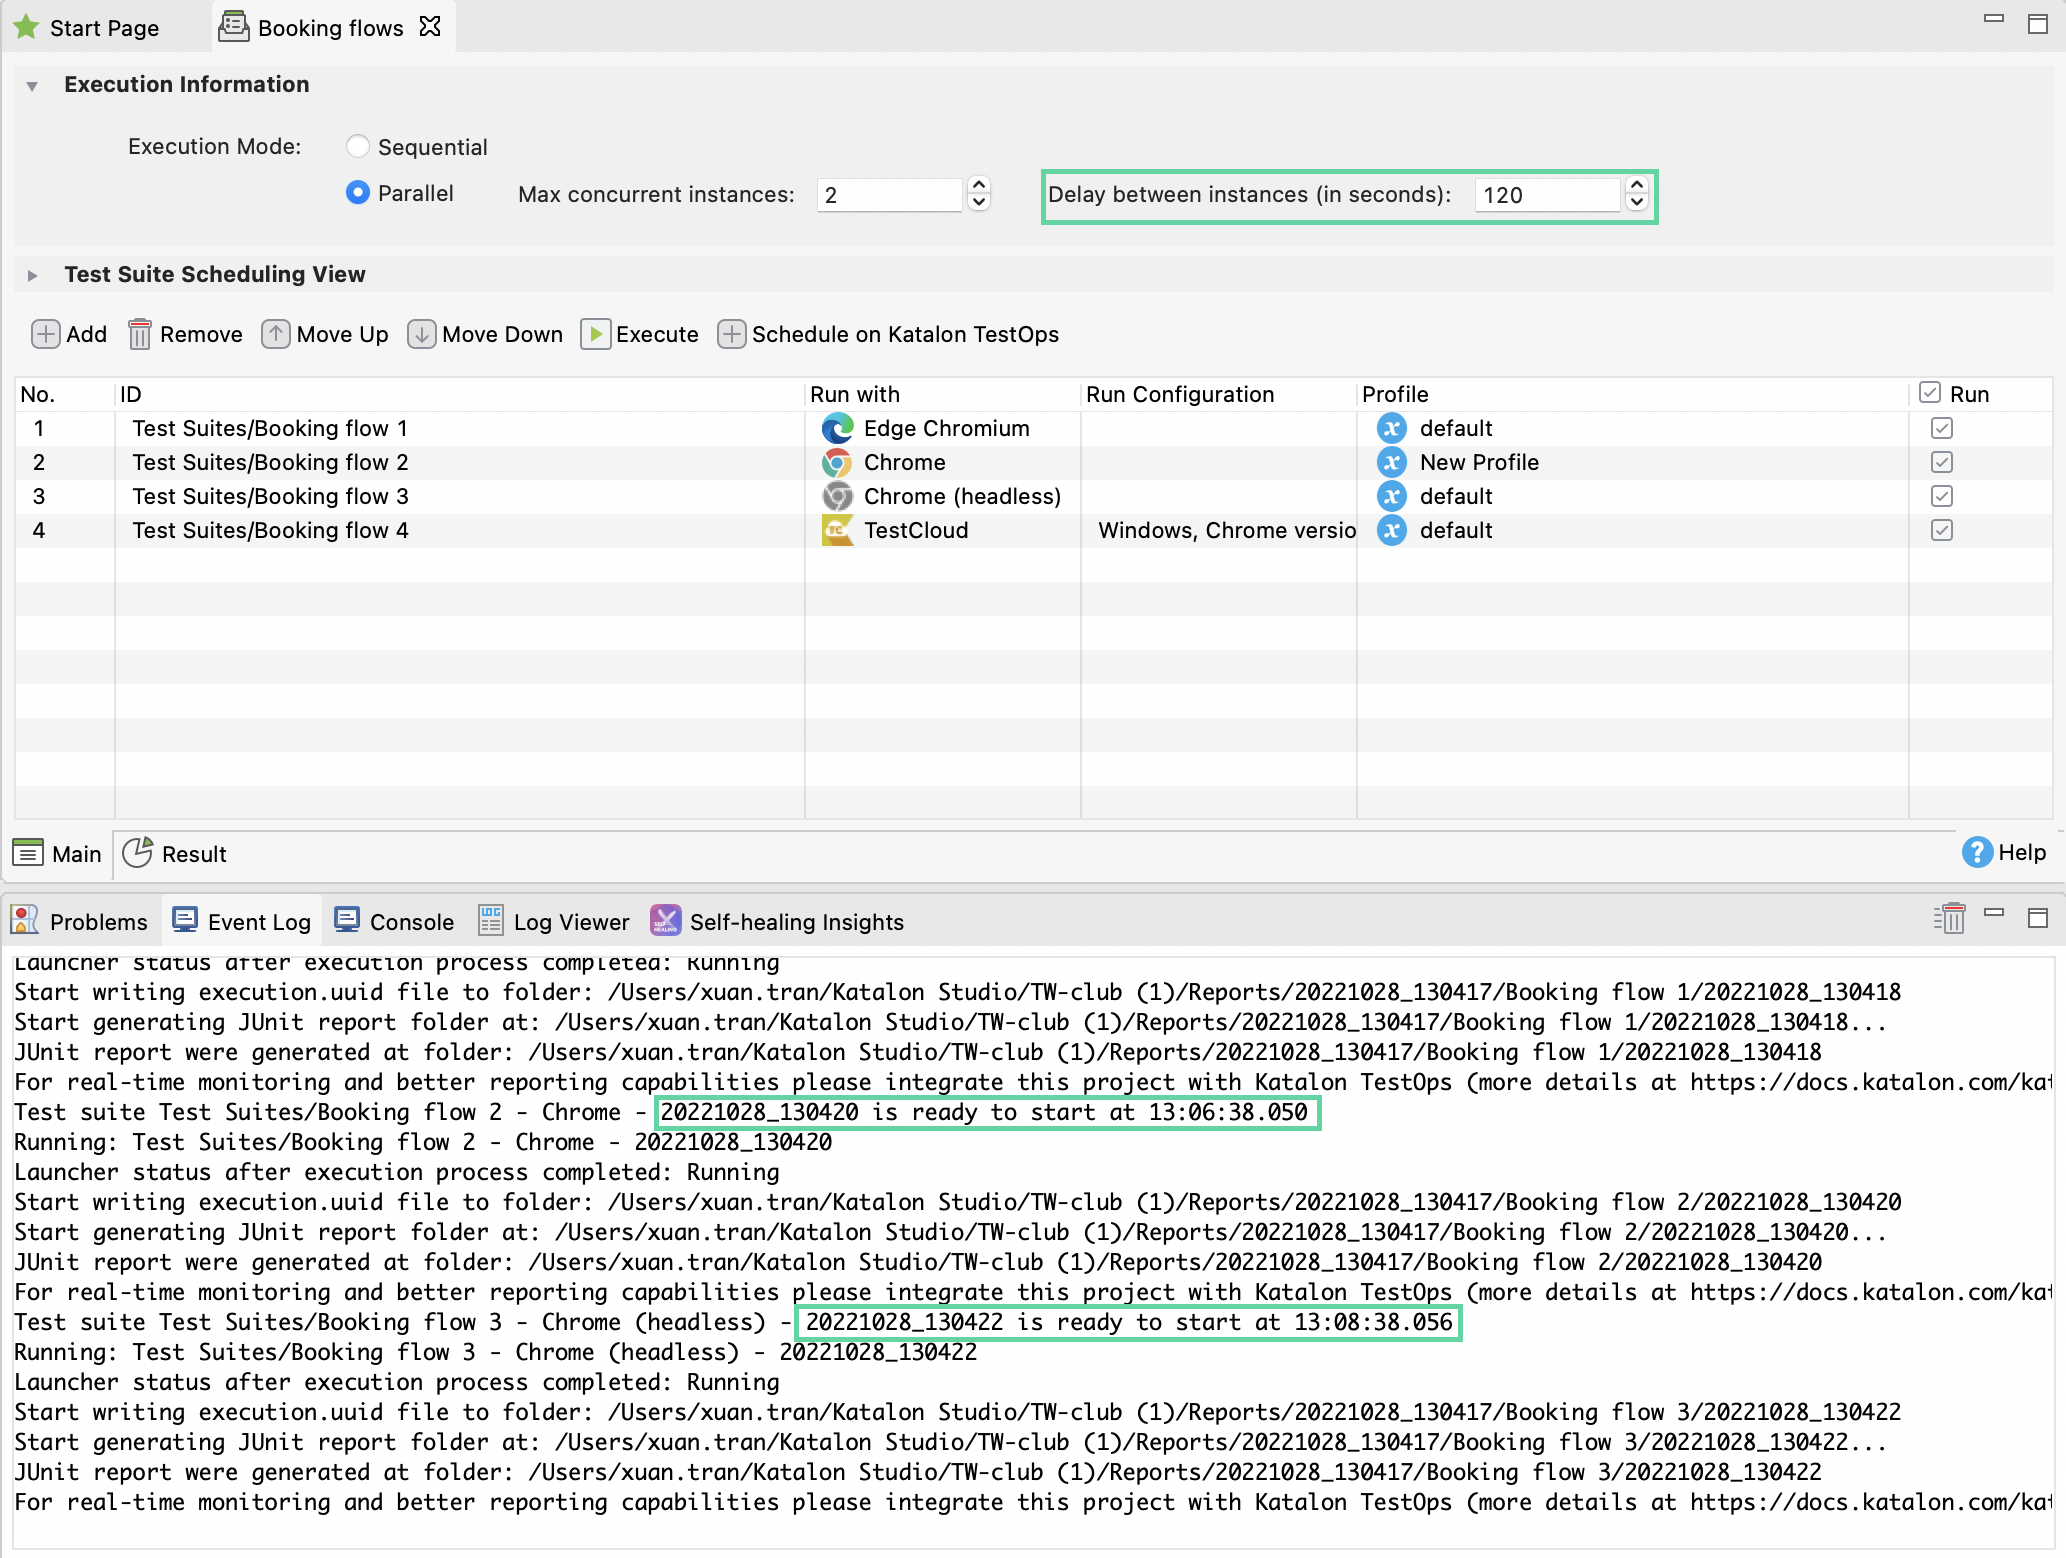 Start Page
Booking flows
Execution Information
Execution Mode:
Sequential
Parallel
Max concurrent instances:
2
Delay between instances (in seconds):
120
Test Suite Scheduling View
Add
Remove
Move Up
Move Down
Execute
Schedule on Katalon TestOps
No.
ID
Run with
Run Configuration
Profile
Run
1
Test Suites/Booking flow 1
Edge Chromium
default
2
Test Suites/Booking flow 2
Chrome
New Profile
3
Test Suites/Booking flow 3
Chrome (headless)
default
4
Test Suites/Booking flow 4
TestCloud
Windows, Chrome versio
default
Main
Result
Help
Problems
Event Log
Console
Log Viewer
Self-healing Insights
Launcher status after execution process completed: Running
Start writing execution.uuid file to folder: /Users/xuan.tran/Katalon Studio/TW-club (1)/Reports/20221028_130417/Booking flow 1/20221028_130418
Start generating JUnit report folder at: /Users/xuan.tran/Katalon Studio/TW-club (1)/Reports/20221028_130417/Booking flow 1/20221028_130418...
JUnit report were generated at folder: /Users/xuan.tran/Katalon Studio/TW-club (1)/Reports/20221028_130417/Booking flow 1/20221028_130418
For real-time monitoring and better reporting capabilities please integrate this project with Katalon TestOps (more details at https://docs.katalon.com/kat
Test suite Test Suites/Booking flow 2 - Chrome - 20221028_130420 is ready to start at 13:06:38.050
Running: Test Suites/Booking flow 2 - Chrome - 20221028_130420
Launcher status after execution process completed: Running
Start writing execution.uuid file to folder: /Users/xuan.tran/Katalon Studio/TW-club (1)/Reports/20221028_130417/Booking flow 2/20221028_130420
Start generating JUnit report folder at: /Users/xuan.tran/Katalon Studio/TW-club (1)/Reports/20221028_130417/Booking flow 2/20221028_130420...
JUnit report were generated at folder: /Users/xuan.tran/Katalon Studio/TW-club (1)/Reports/20221028_130417/Booking flow 2/20221028_130420
For real-time monitoring and better reporting capabilities please integrate this project with Katalon TestOps (more details at https://docs.katalon.com/kat
Test suite Test Suites/Booking flow 3 - Chrome (headless) - 20221028_130422 is ready to start at 13:08:38.056
Running: Test Suites/Booking flow 3 - Chrome (headless) - 20221028_130422
Launcher status after execution process completed: Running
Start writing execution.uuid file to folder: /Users/xuan.tran/Katalon Studio/TW-club (1)/Reports/20221028_130417/Booking flow 3/20221028_130422
Start generating JUnit report folder at: /Users/xuan.tran/Katalon Studio/TW-club (1)/Reports/20221028_130417/Booking flow 3/20221028_130422...
JUnit report were generated at folder: /Users/xuan.tran/Katalon Studio/TW-club (1)/Reports/20221028_130417/Booking flow 3/20221028_130422
For real-time monitoring and better reporting capabilities please integrate this project with Katalon TestOps (more details at https://docs.katalon.com/kat